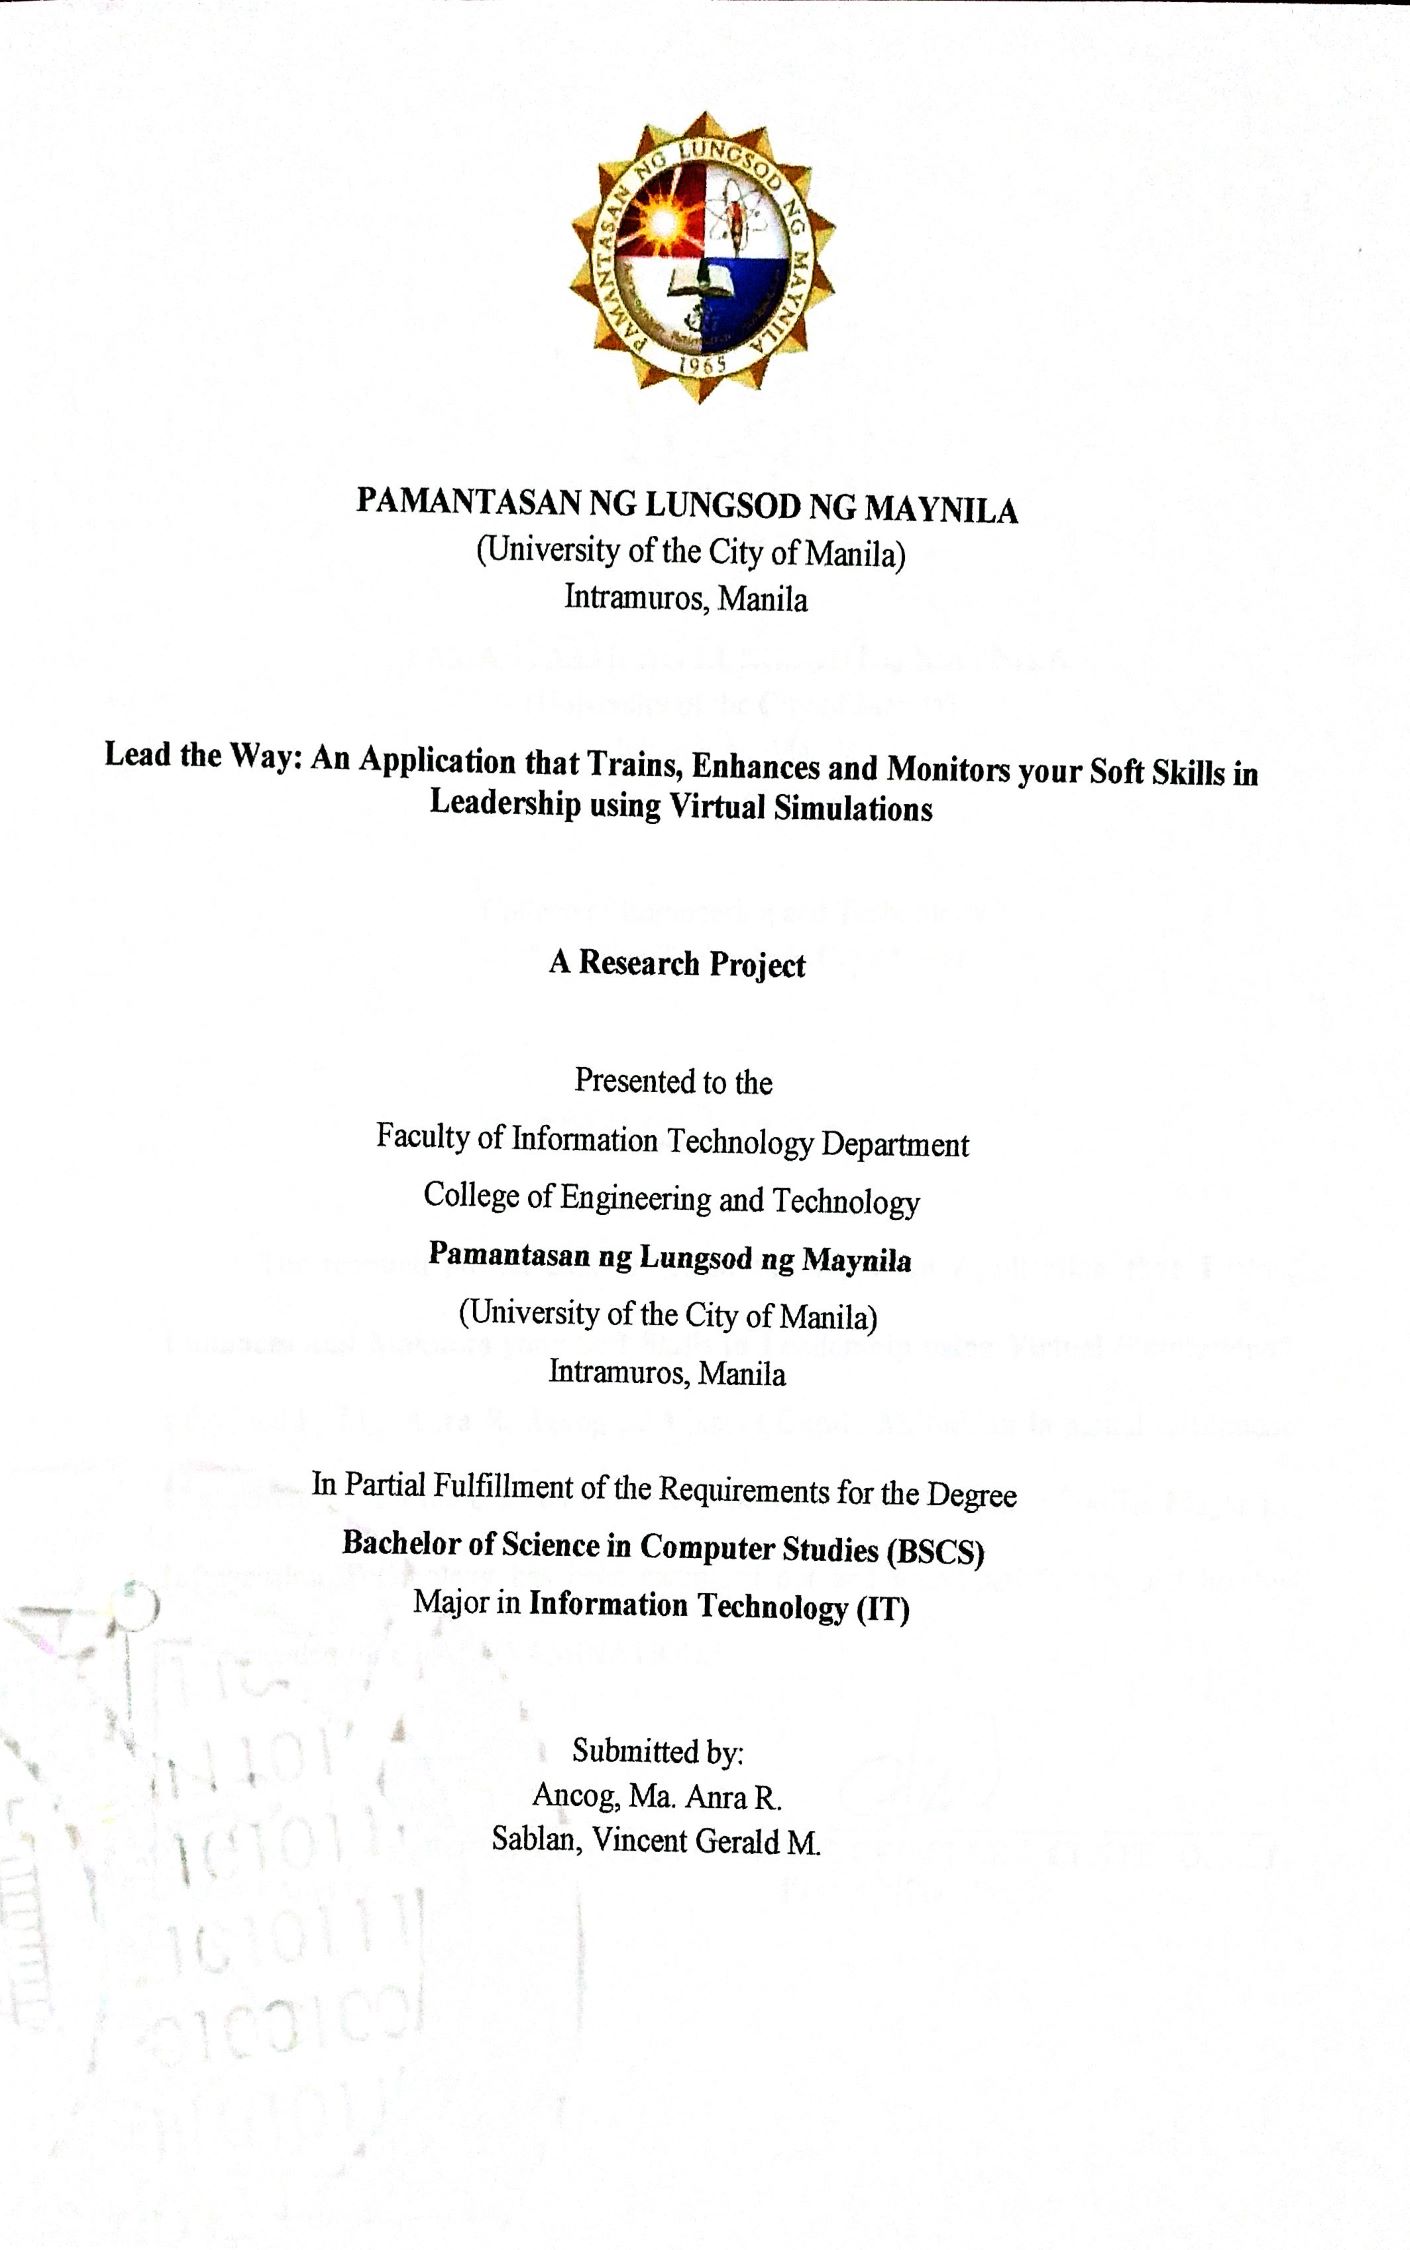 PAMANTASAN NG LUNGSOD NG MAYNILA
1965
PAMANTASAN NG LUNGSOD NG MAYNILA
(University of the City of Manila)
Intramuros, Manila
Lead the Way: An Application that Trains, Enhances and Monitors your Soft Skills in
Leadership using Virtual Simulations
A Research Project
Presented to the
Faculty of Information Technology Department
College of Engineering and Technology
Pamantasan ng Lungsod ng Maynila
(University of the City of Manila)
Intramuros, Manila
In Partial Fulfillment of the Requirements for the Degree
Bachelor of Science in Computer Studies (BSCS)
Major in Information Technology (IT)
Submitted by:
Ancog, Ma. Anra R.
Sablan, Vincent Gerald M.